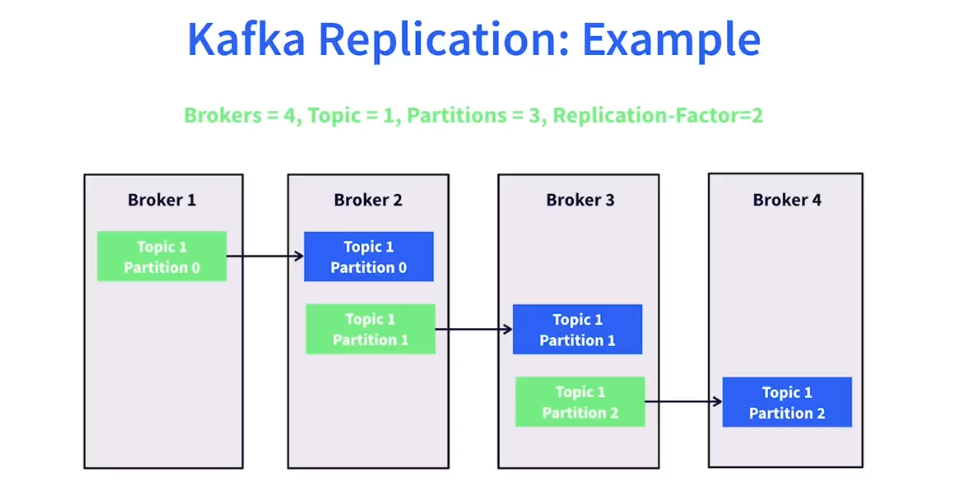 Kafka Replication: Example
Brokers = 4, Topic = 1, Partitions = 3, Replication-Factor=2
Broker 1
Topic 1
Partition 0
Broker 2
Topic 1
Partition 0
Topic 1
Partition 1
Broker 3
Topic 1
Partition 1
Topic 1
Partition 2
Broker 4
Topic 1
Partition 2